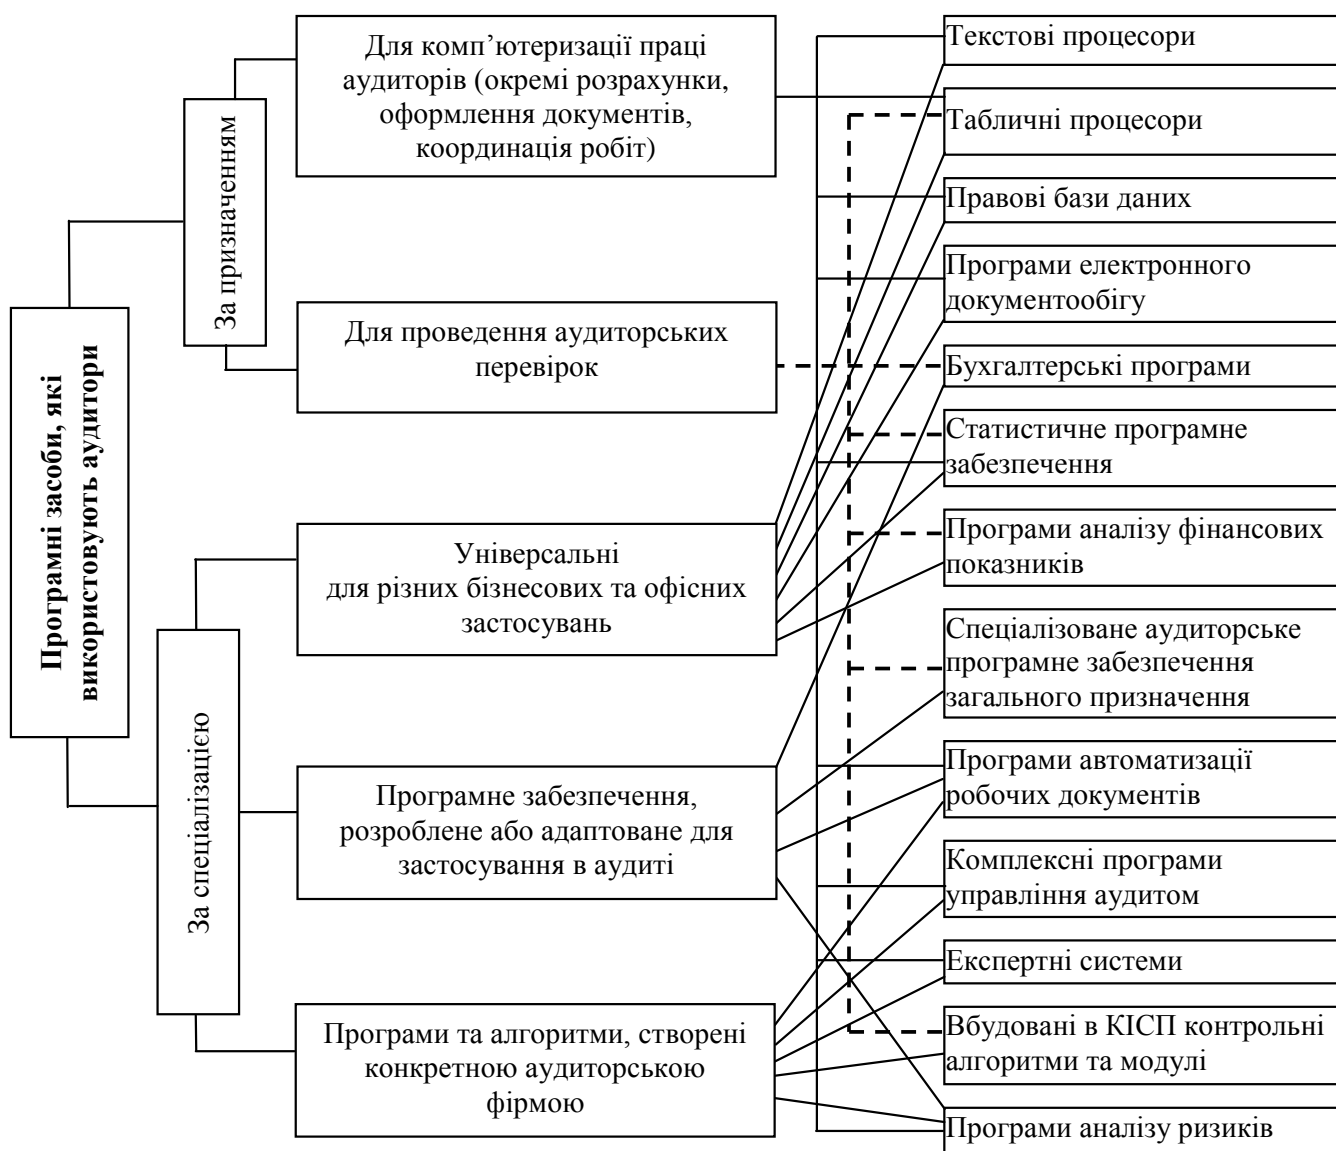 Програмні засоби, які
використовують аудитори
За призначенням
За спеціалізацією
Для комп’ютеризації праці
аудиторів (окремі розрахунки,
оформлення документів,
координація робіт)
Для проведення аудиторських
перевірок
Універсальні
для різних бізнесових та офісних
застосувань
Програмне забезпечення,
розроблене або адаптоване для
застосування в аудиті
Програми та алгоритми, створені
конкретною аудиторською
фірмою
Текстові процесори
Табличні процесори
Правові бази даних
Програми електронного
документообігу
Бухгалтерські програми
Статистичне програмне
забезпечення
Програми аналізу фінансових
показників
Спеціалізоване аудиторське
програмне забезпечення
загального призначення
Програми автоматизації
робочих документів
Комплексні програми
управління аудитом
Експертні системи
Вбудовані в КІСП контрольні
алгоритми та модулі
Програми аналізу ризиків